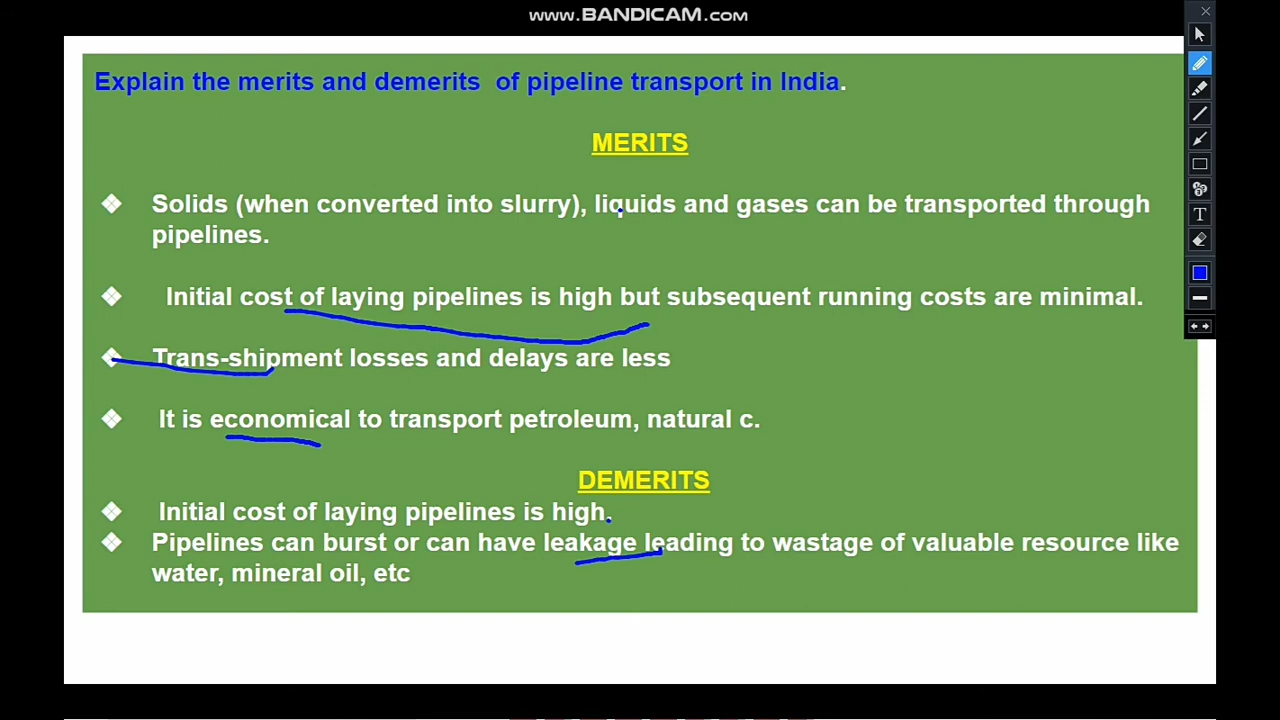 www.BANDICAM.com
Explain the merits and demerits of pipeline transport in India.
MERITS
❖ Solids (when converted into slurry), liquids and gases can be transported through
pipelines.
❖ Initial cost of laying pipelines is high but subsequent running costs are minimal.
❖ Trans-shipment losses and delays are less
❖ It is economical to transport petroleum, natural c.
DEMERITS
❖ Initial cost of laying pipelines is high.
❖ Pipelines can burst or can have leakage leading to wastage of valuable resource like
water, mineral oil, etc